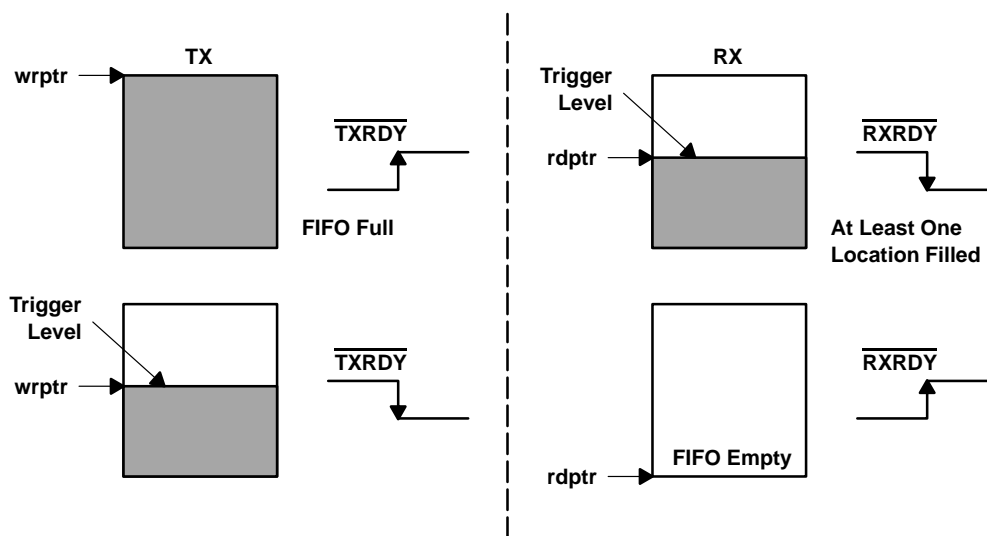 TX
wrptr
TXRDY
FIFO Full
Trigger
Level
wrptr
TXRDY
RX
Trigger
Level
rdptr
RXRDY
At Least One
Location Filled
RXRDY
FIFO Empty
rdptr